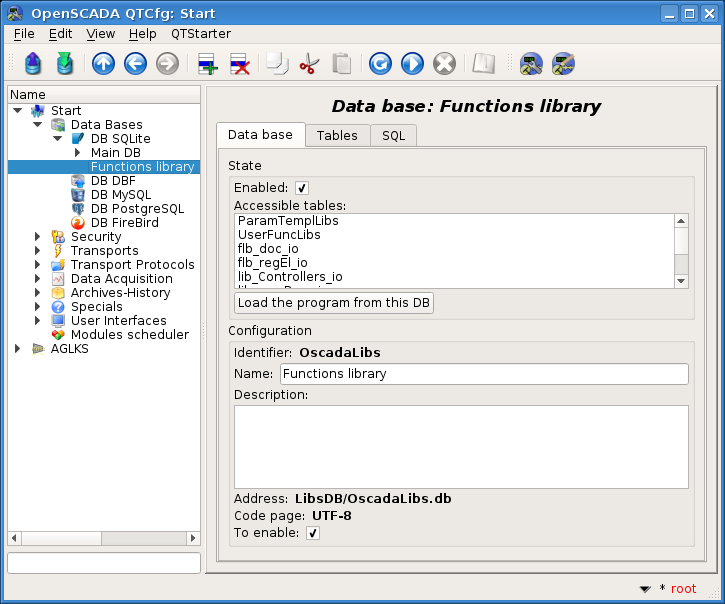 OpenSCADA QTCfg: Start
File Edit View Help QTStarter
Name
Start
Data Bases
DB SQLite
Main DB
Functions library
DB DBF
DB MySQL
DB PostgreSQL
DB FireBird
Security
Transports
Transport Protocols
Data Acquisition
Archives-History
Specials
User Interfaces
Modules scheduler
AGLKS
Data base: Functions library
Data base Tables SQL
State
Enabled:
Accessible tables:
ParamTemplLibs
UserFuncLibs
flb_doc_io
flb_regEl_io
lib_Controllers_io
Load the program from this DB
Configuration
Identifier: OscadaLibs
Name: Functions library
Description:
Address: LibsDB/OscadaLibs.db
Code page: UTF-8
To enable:
* root